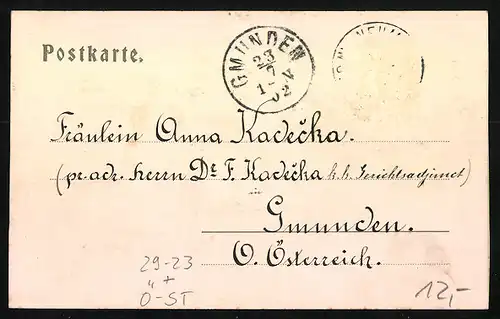 Postkarte.
GMUNDEN
23
7
1-V
02
Fräulein Anna Kadečka.
(pr. adr. Herrn Dr F. Kadečka k. k. Gerichtsadjunct)
in
Gmunden.
O. Österreich.
29-23
" +
Ö-ST
12,-